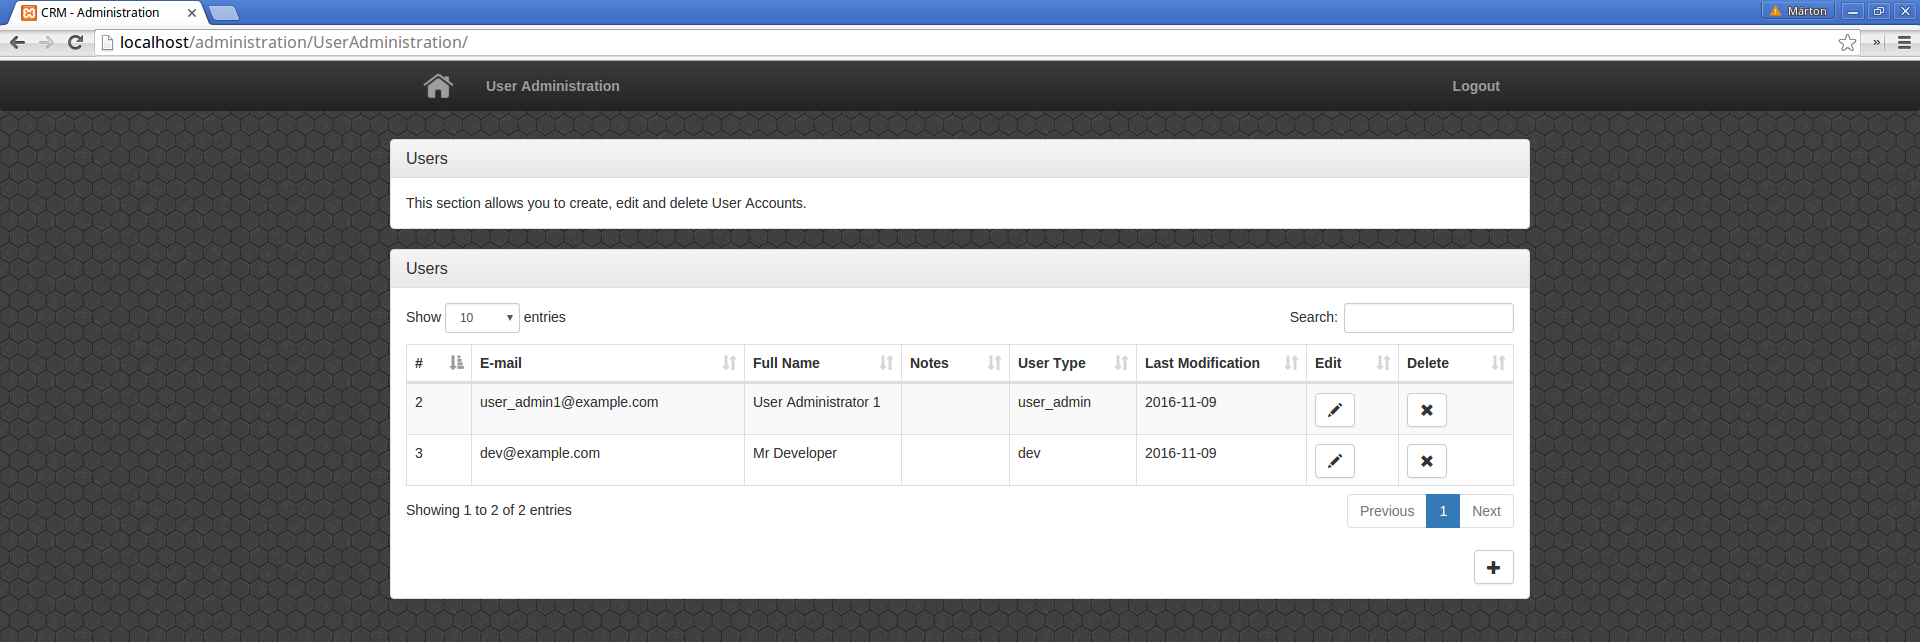 CRM - Administration
Márton
localhost/administration/UserAdministration/
»
User Administration Logout
Users
This section allows you to create, edit and delete User Accounts.
Users
Show 10 entries Search:
# E-mail Full Name Notes User Type Last Modification Edit Delete
2 user_admin1@example.com User Administrator 1 user_admin 2016-11-09
3 dev@example.com Mr Developer dev 2016-11-09
Showing 1 to 2 of 2 entries Previous 1 Next